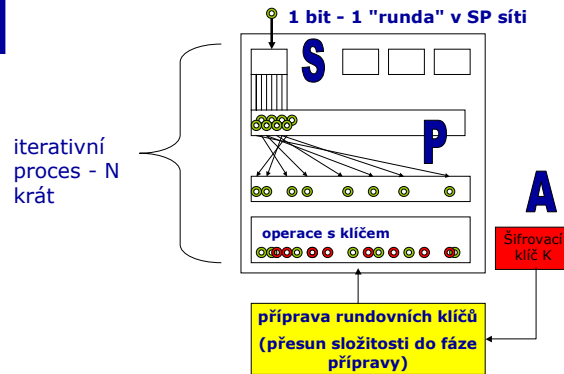 1 bit - 1 "runda" v SP síti
S
P
iterativní
proces - N
krát
A
operace s klíčem
Šifrovací
klíč K
příprava rundovních klíčů
(přesun složitosti do fáze
přípravy)